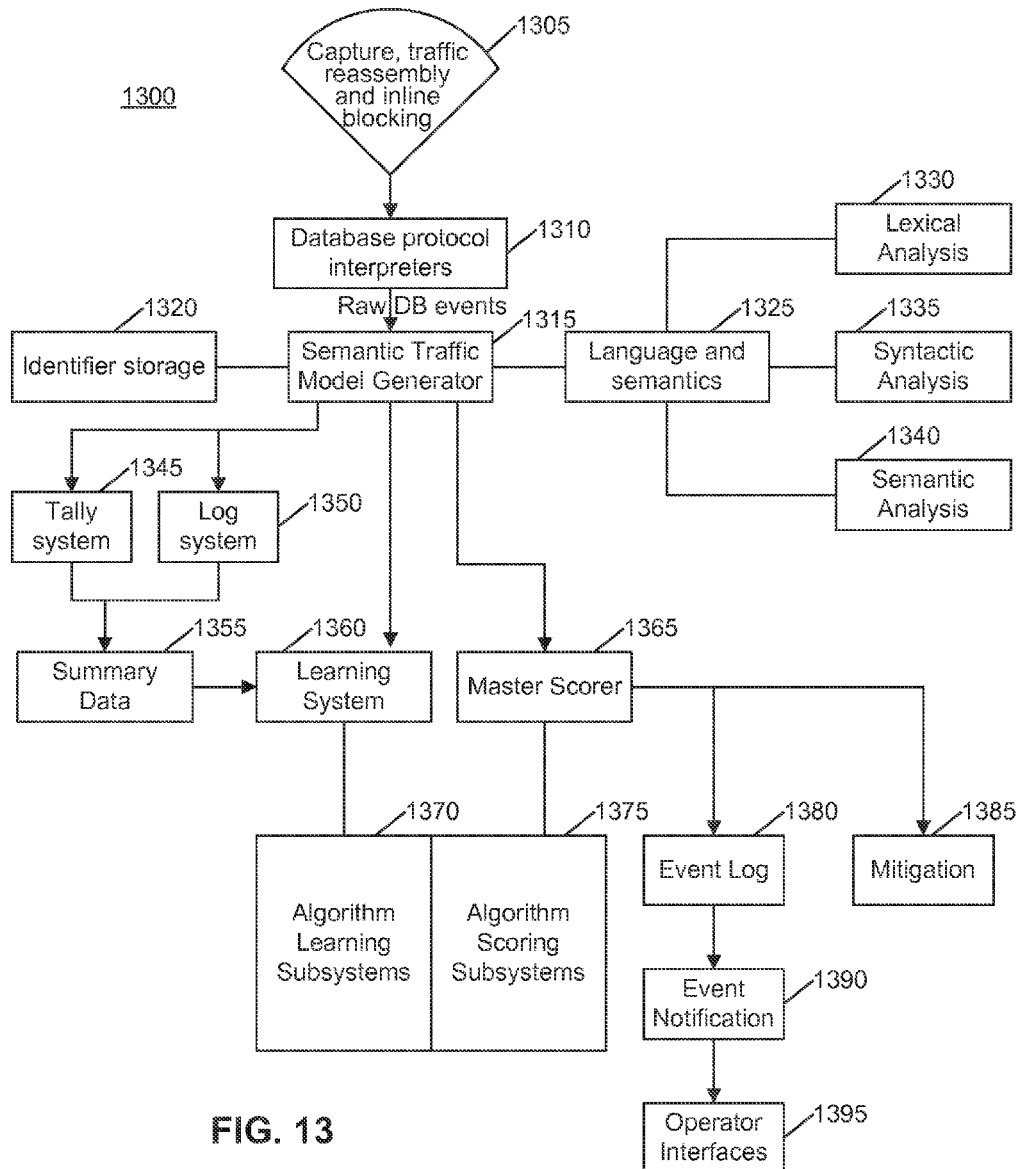 1305
Capture, traffic
reassembly
and inline
blocking
1300
1310
Database protocol
interpreters
Raw DB events
1330
Lexical
Analysis
1320
Identifier storage
1315
Semantic Traffic
Model Generator
1325
Language and
semantics
1335
Syntactic
Analysis
1340
Semantic
Analysis
1345
Tally
system
1350
Log
system
1355
Summary
Data
1360
Learning
System
1365
Master Scorer
1370
Algorithm
Learning
Subsystems
1375
Algorithm
Scoring
Subsystems
1380
Event Log
1385
Mitigation
1390
Event
Notification
1395
Operator
Interfaces
FIG. 13